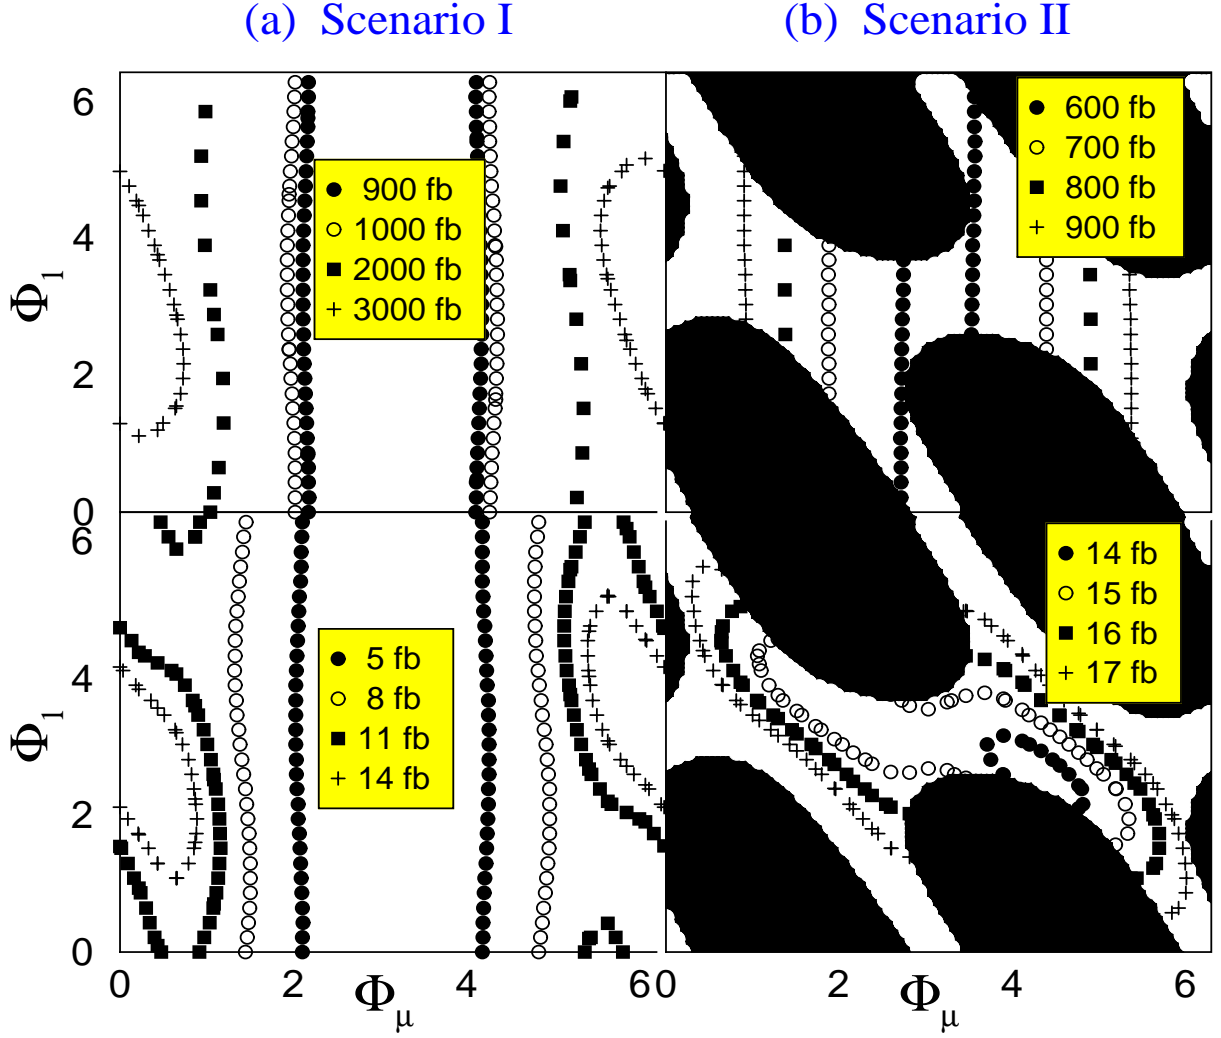 (a) Scenario I
(b) Scenario II
6
4
2
0
Φ1
900 fb
1000 fb
2000 fb
3000 fb
600 fb
700 fb
800 fb
900 fb
6
4
2
0
Φ1
5 fb
8 fb
11 fb
14 fb
14 fb
15 fb
16 fb
17 fb
0 2 4 6
Φμ
0 2 4 6
Φμ